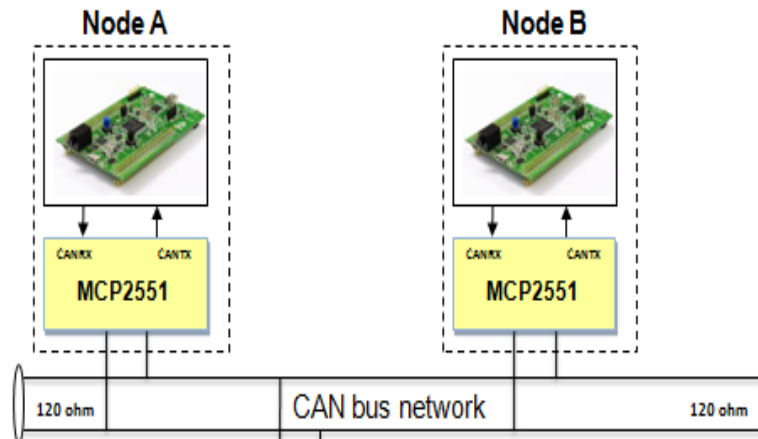 Node A
Node B
CANRX CANTX
CANRX CANTX
MCP2551
MCP2551
120 ohm
CAN bus network
120 ohm